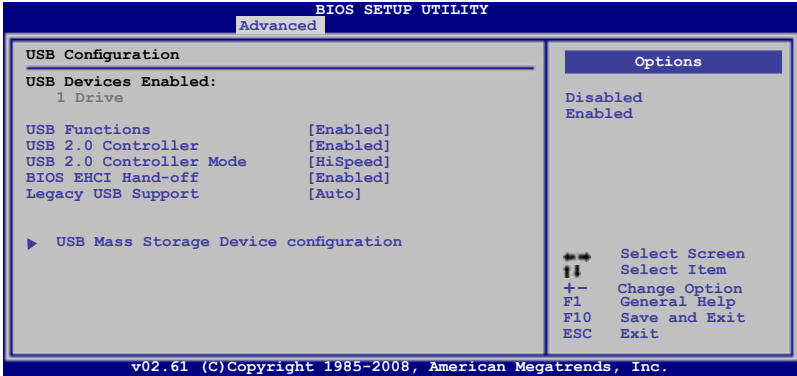 BIOS SETUP UTILITY
Advanced
USB Configuration
USB Devices Enabled:
1 Drive
USB Functions [Enabled]
USB 2.0 Controller [Enabled]
USB 2.0 Controller Mode [HiSpeed]
BIOS EHCI Hand-off [Enabled]
Legacy USB Support [Auto]
USB Mass Storage Device configuration
Options
Disabled
Enabled
Select Screen
Select Item
+- Change Option
F1 General Help
F10 Save and Exit
ESC Exit
v02.61 (C)Copyright 1985-2008, American Megatrends, Inc.